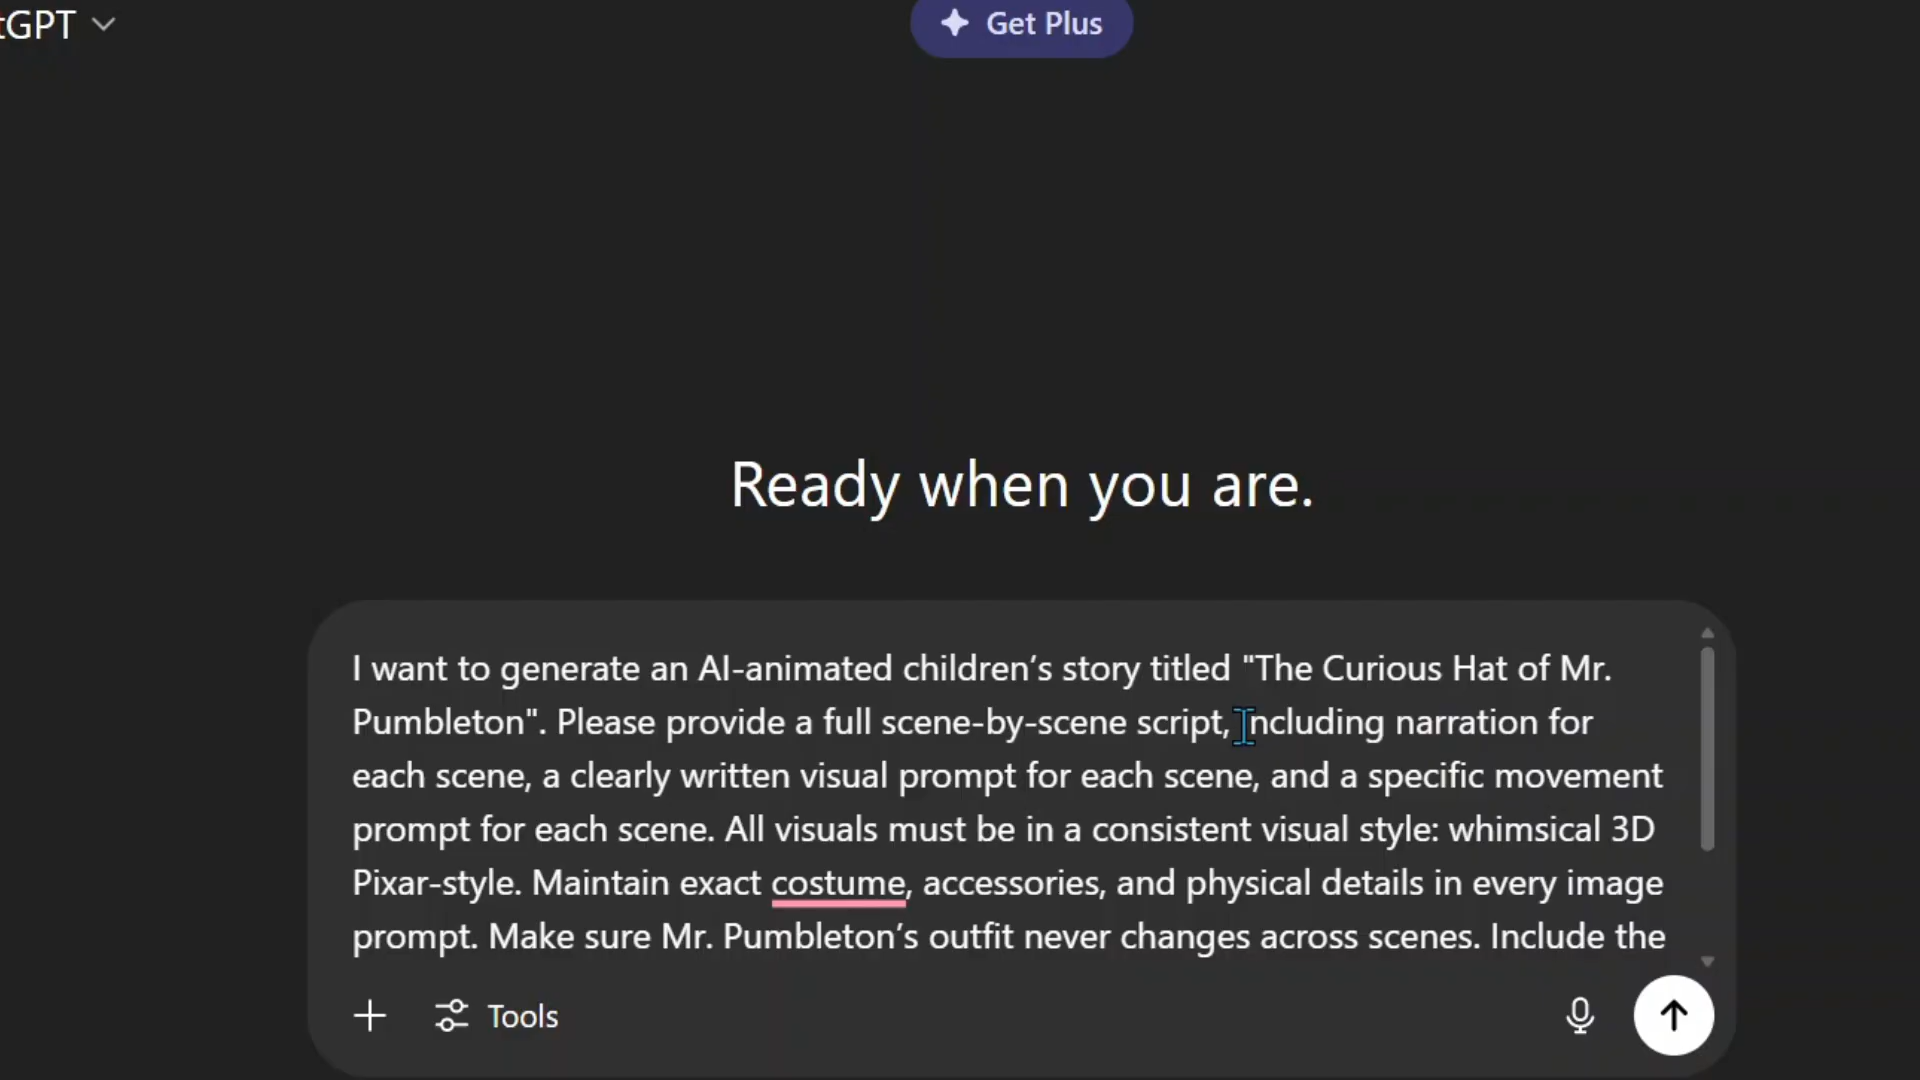 tGPT
Get Plus
Ready when you are.
I want to generate an AI-animated children’s story titled "The Curious Hat of Mr.
Pumbleton". Please provide a full scene-by-scene script, including narration for
each scene, a clearly written visual prompt for each scene, and a specific movement
prompt for each scene. All visuals must be in a consistent visual style: whimsical 3D
Pixar-style. Maintain exact costume, accessories, and physical details in every image
prompt. Make sure Mr. Pumbleton’s outfit never changes across scenes. Include the
Tools